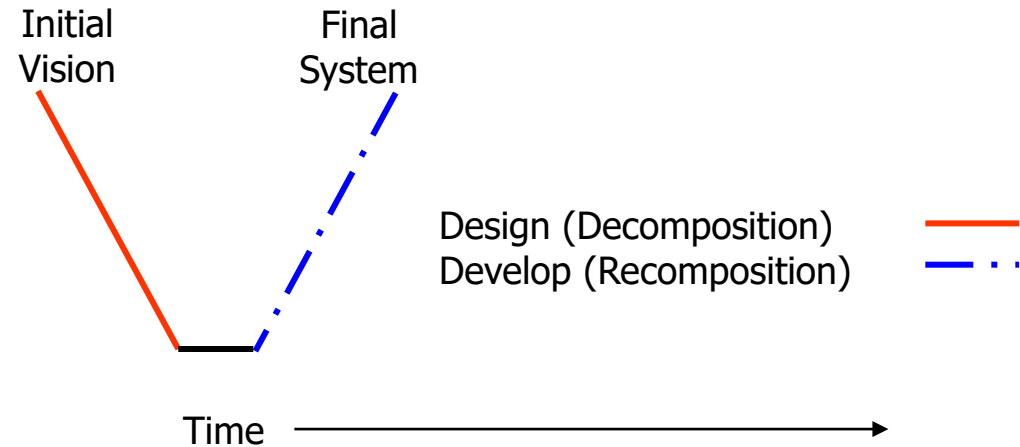 Initial
Vision
Final
System
Design (Decomposition)
Develop (Recomposition)
Time